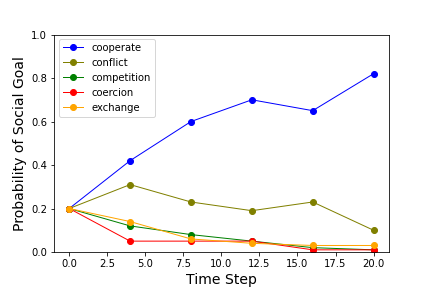 Probability of Social Goal
1.0
0.8
0.6
0.4
0.2
0.0
cooperate
conflict
competition
coercion
exchange
0.0 2.5 5.0 7.5 10.0 12.5 15.0 17.5 20.0
Time Step